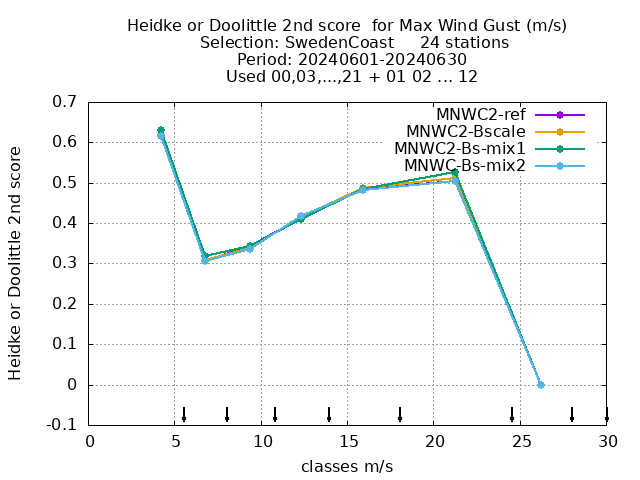 Heidke or Doolittle 2nd score  for Max Wind Gust (m/s)
Selection: SwedenCoast     24 stations
Period: 20240601-20240630
Used 00,03,...,21 + 01 02 ... 12
MNWC2-ref
MNWC2-Bscale
MNWC2-Bs-mix1
MNWC-Bs-mix2
Heidke or Doolittle 2nd score
0.7
0.6
0.5
0.4
0.3
0.2
0.1
0
-0.1
0 5 10 15 20 25 30
classes m/s